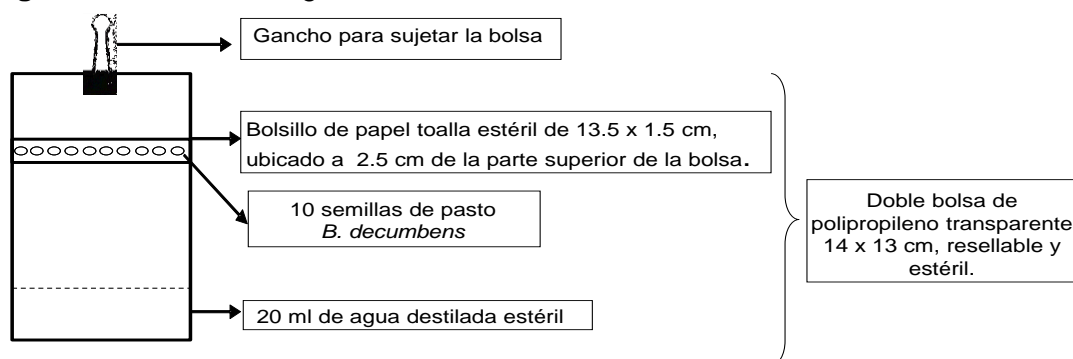 Gancho para sujetar la bolsa
Bolsillo de papel toalla estéril de 13.5 x 1.5 cm,
ubicado a 2.5 cm de la parte superior de la bolsa.
10 semillas de pasto
B. decumbens
20 ml de agua destilada estéril
Doble bolsa de
polipropileno transparente
14 x 13 cm, resellable y
estéril.